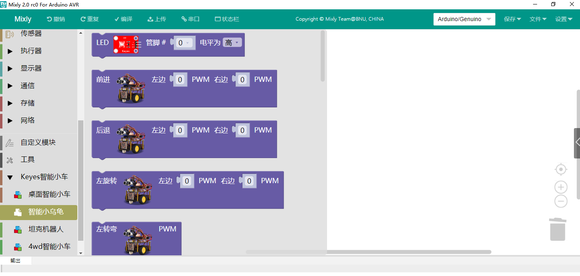 Mixly 2.0 rc0 For Arduino AVR
Mixly 撤销 重复 编译 上传 串口 状态栏 Copyright © Mixly Team@BNU, CHINA Arduino/Genuino 保存 文件 设置
传感器
执行器
显示器
通信
存储
网络
自定义模块
工具
Keyes智能小车
桌面智能小车
智能小乌龟
坦克机器人
4wd智能小车
LED 管脚 # 0 电平为 高
前进 左边 0 PWM 右边 0 PWM
后退 左边 0 PWM 右边 0 PWM
左旋转 左边 0 PWM 右边 0 PWM
左转弯 PWM
输出